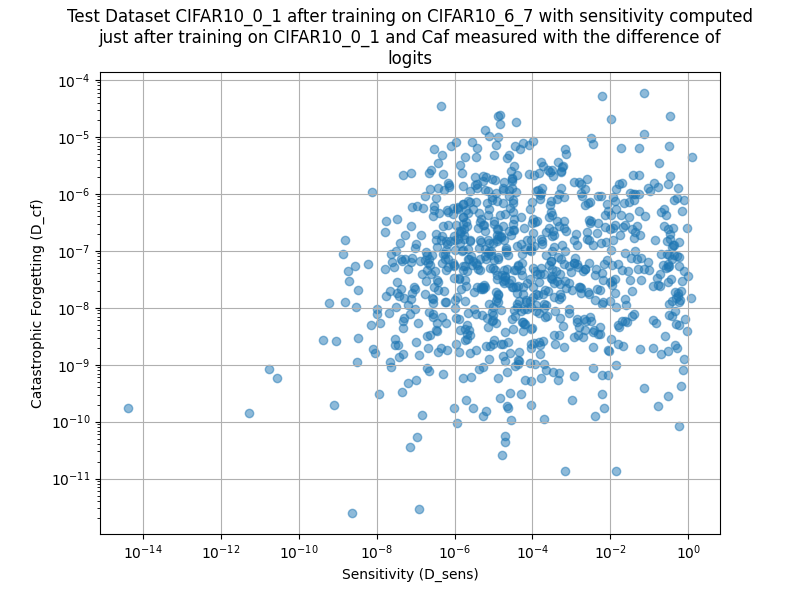 Test Dataset CIFAR10_0_1 after training on CIFAR10_6_7 with sensitivity computed
just after training on CIFAR10_0_1 and Caf measured with the difference of
logits
Catastrophic Forgetting (D_cf)
10⁻⁴
10⁻⁵
10⁻⁶
10⁻⁷
10⁻⁸
10⁻⁹
10⁻¹⁰
10⁻¹¹
10⁻¹⁴ 10⁻¹² 10⁻¹⁰ 10⁻⁸ 10⁻⁶ 10⁻⁴ 10⁻² 10⁰
Sensitivity (D_sens)